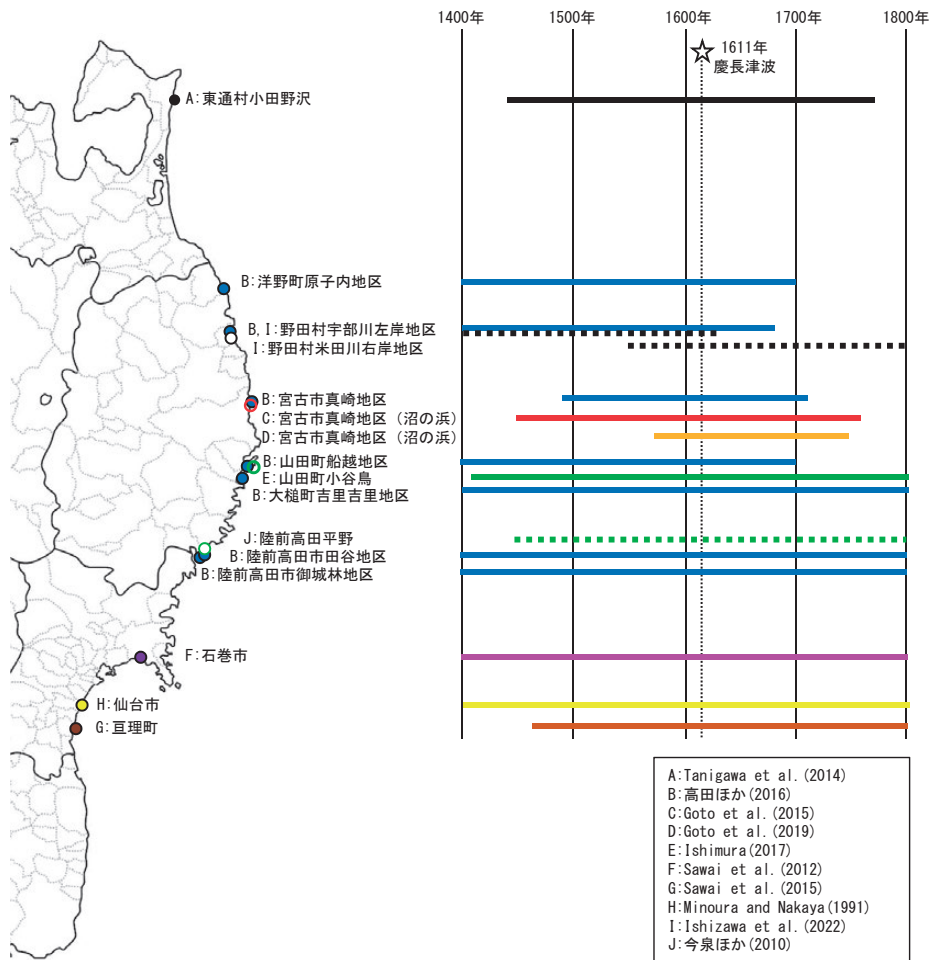 1400年 1500年 1600年 1700年 1800年
1611年
慶長津波
A:東通村小田野沢
B:洋野町原子内地区
B,I:野田村宇部川左岸地区
I:野田村米田川右岸地区
B:宮古市真崎地区
C:宮古市真崎地区(沼の浜)
D:宮古市真崎地区(沼の浜)
B:山田町船越地区
E:山田町小谷鳥
B:大槌町吉里吉里地区
J:陸前高田平野
B:陸前高田市田谷地区
B:陸前高田市御城林地区
F:石巻市
H:仙台市
G:亘理町
A:Tanigawa et al.(2014)
B:高田ほか(2016)
C:Goto et al.(2015)
D:Goto et al.(2019)
E:Ishimura(2017)
F:Sawai et al.(2012)
G:Sawai et al.(2015)
H:Minoura and Nakaya(1991)
I:Ishizawa et al.(2022)
J:今泉ほか(2010)